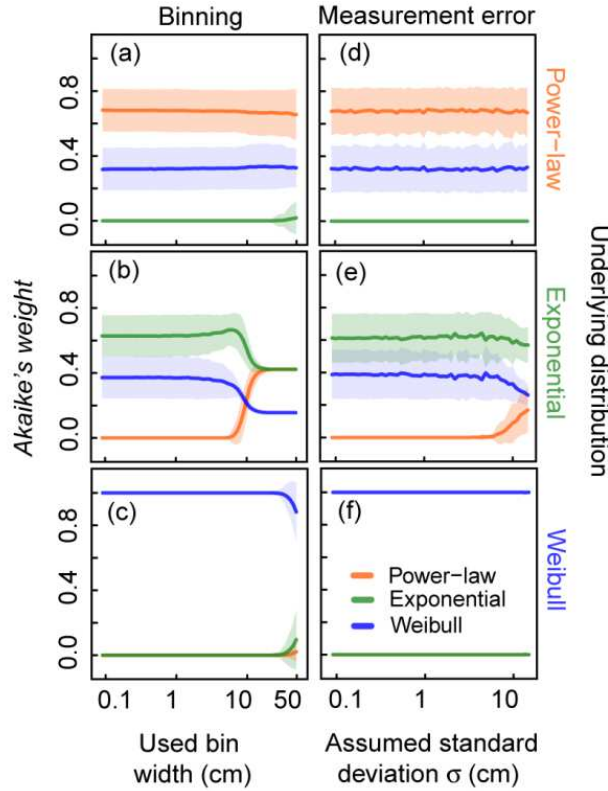 Binning
Measurement error
(a)
(d)
Power-law
0.8
0.4
0.0
(b)
(e)
Exponential
0.8
0.4
0.0
Akaike's weight
Underlying distribution
(c)
(f)
Weibull
0.8
0.4
0.0
Power-law
Exponential
Weibull
0.1 1 10 50
0.1 1 10
Used bin
width (cm)
Assumed standard
deviation σ (cm)